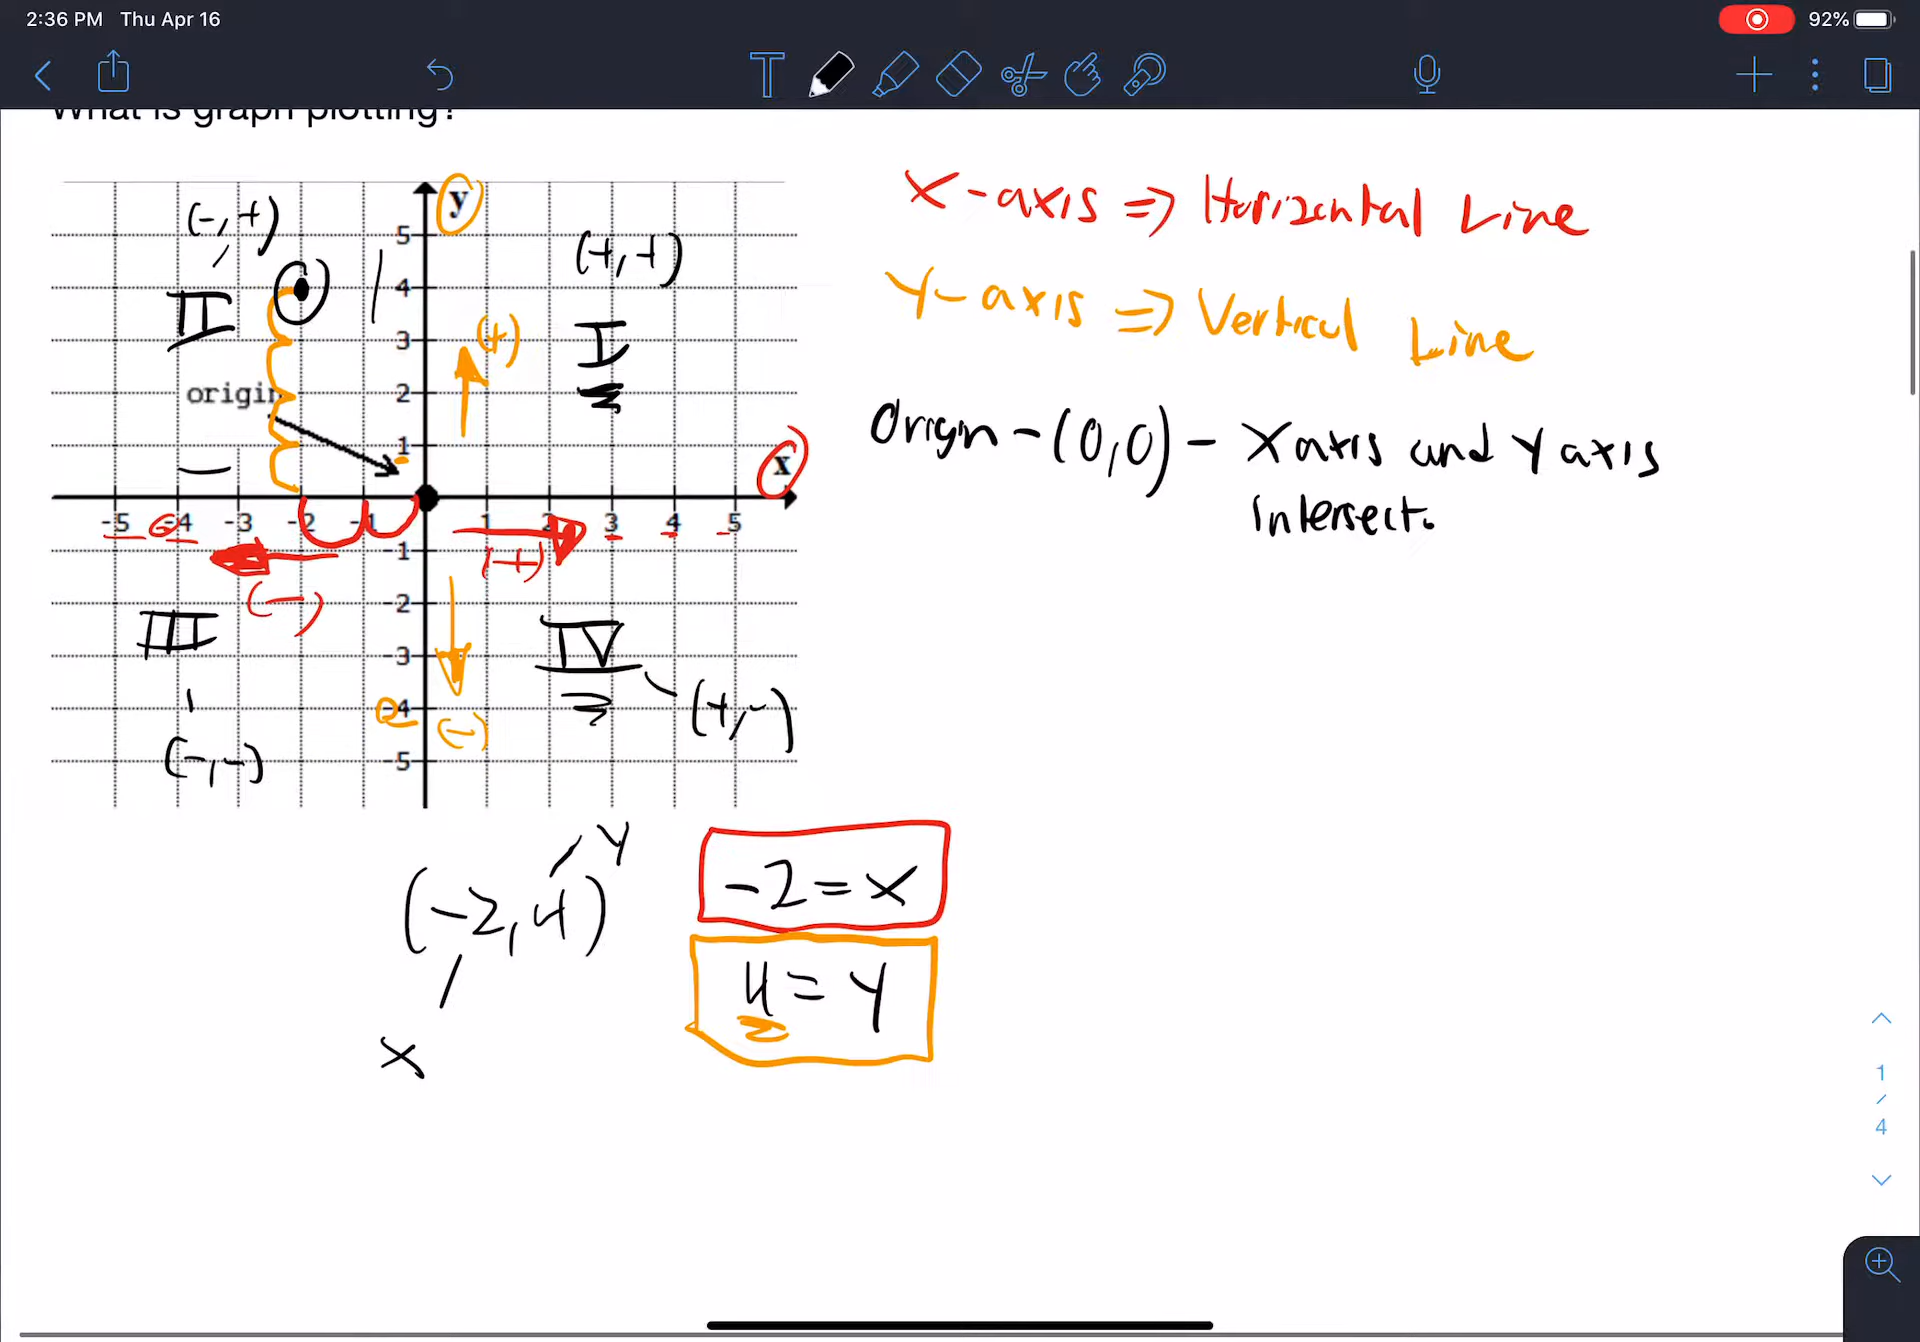 2:36 PM Thu Apr 16
92%
What is graph plotting?
y
(-,+)
(+,+)
5
4
II
(+)
3
I
origin
2
1
x
-5 -4 -3 -2 -1 1 2 3 4 5
-1
(+)
(-)
-2
III
IV
-3
-4
(-)
(+,-)
(-,-)
-5
X-axis ⇒ Horizontal Line
Y-axis ⇒ Vertical Line
Origin - (0,0) - X axis and Y axis
intersect.
Y
(-2,4)
X
-2 = X
4 = Y
1
/
4